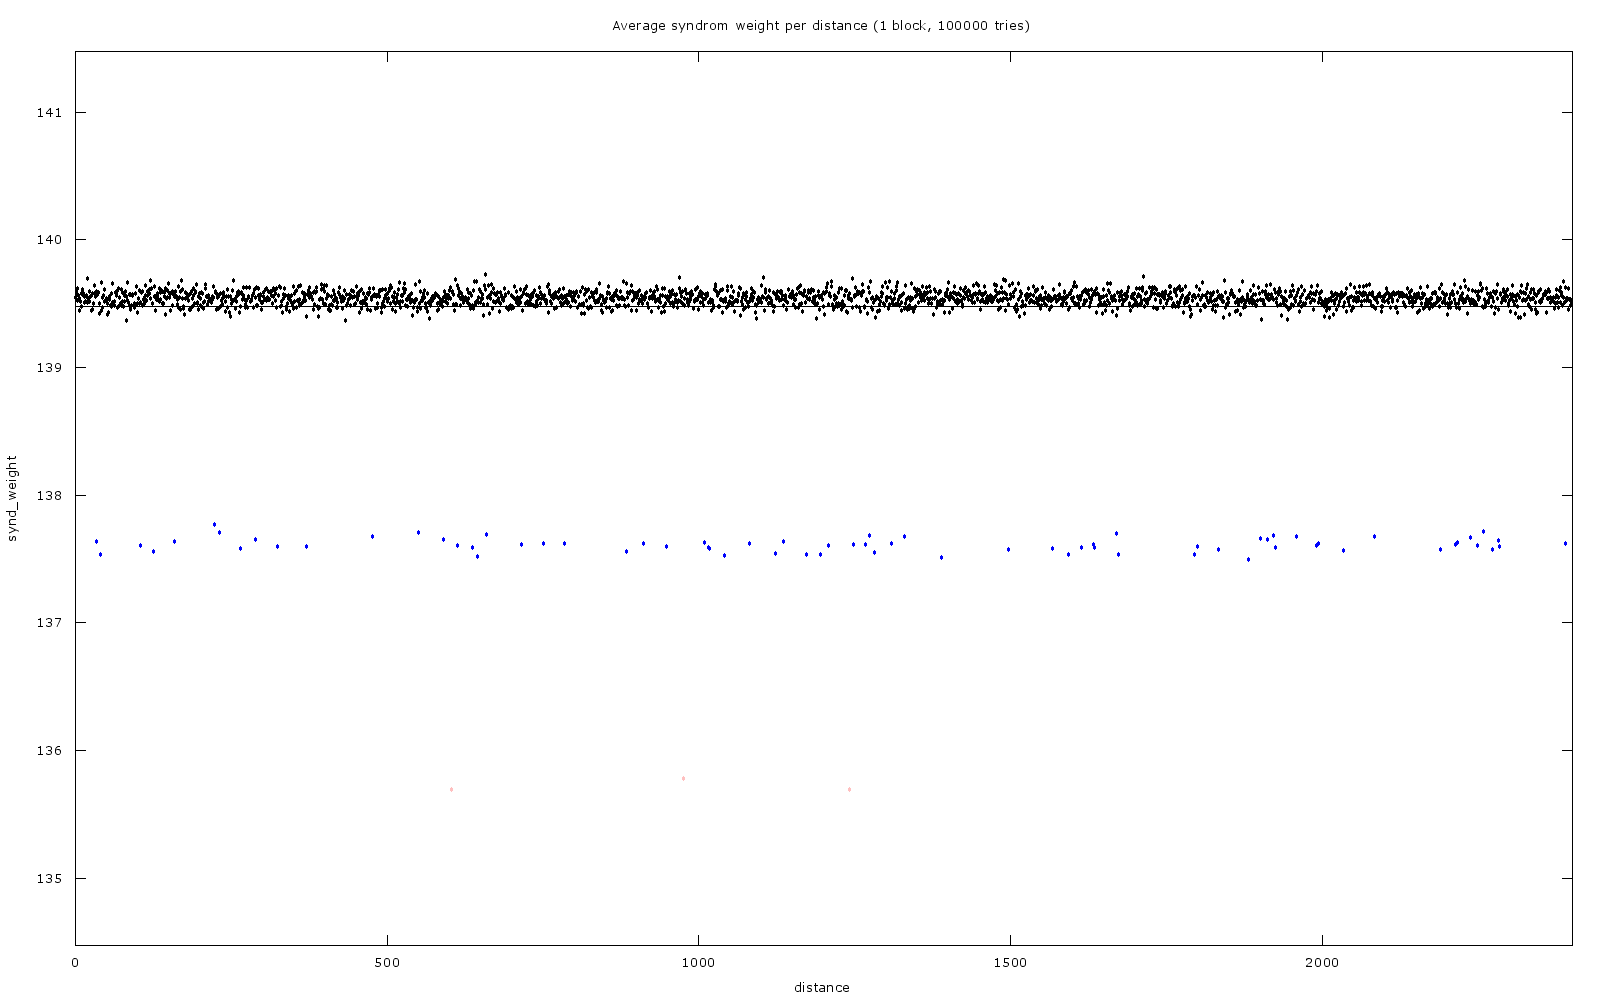 Average syndrom weight per distance (1 block, 100000 tries)
141
140
139
138
synd_weight
137
136
135
0 500 1000 1500 2000
distance